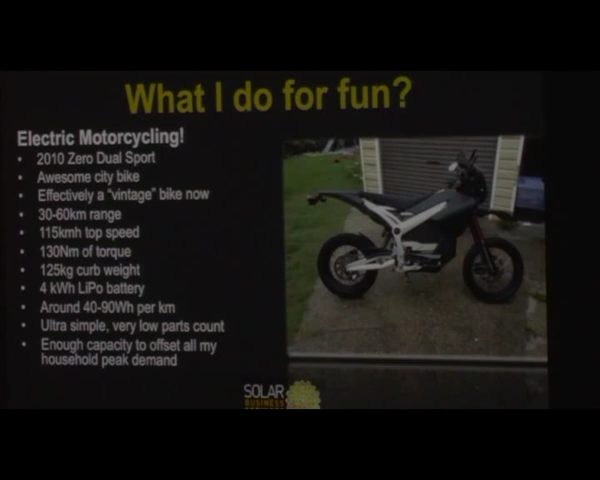 What I do for fun?
Electric Motorcycling!
• 2010 Zero Dual Sport
• Awesome city bike
• Effectively a “vintage” bike now
• 30-60km range
• 115kmh top speed
• 130Nm of torque
• 125kg curb weight
• 4 kWh LiPo battery
• Around 40-90Wh per km
• Ultra simple, very low parts count
• Enough capacity to offset all my
household peak demand
SOLAR
BUSINESS